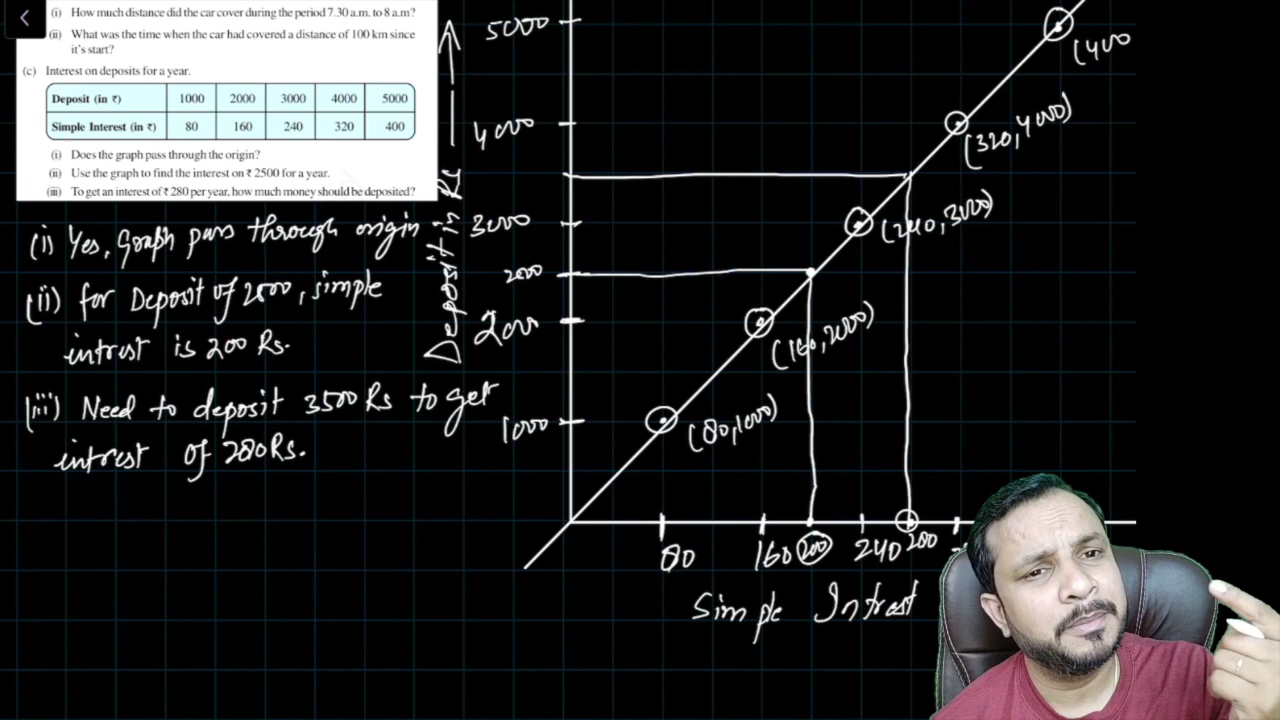 (i) How much distance did the car cover during the period 7.30 a.m. to 8 a.m?
(ii) What was the time when the car had covered a distance of 100 km since
it's start?
(c) Interest on deposits for a year.
Deposit (in ₹) 1000 2000 3000 4000 5000
Simple Interest (in ₹) 80 160 240 320 400
(i) Does the graph pass through the origin?
(ii) Use the graph to find the interest on ₹ 2500 for a year.
(iii) To get an interest of ₹ 280 per year, how much money should be deposited?
(i) Yes, Graph pass through origin
(ii) for Deposit of 2500, simple
intrest is 200 Rs.
(iii) Need to deposit 3500 Rs to get
intrest of 280 Rs.
Deposit in Rs
5000
(400
4000
(320,4000)
3000
(240,3000)
2000
(160,2000)
1000
(80,1000)
80 160 200 240 280
Simple Intrest